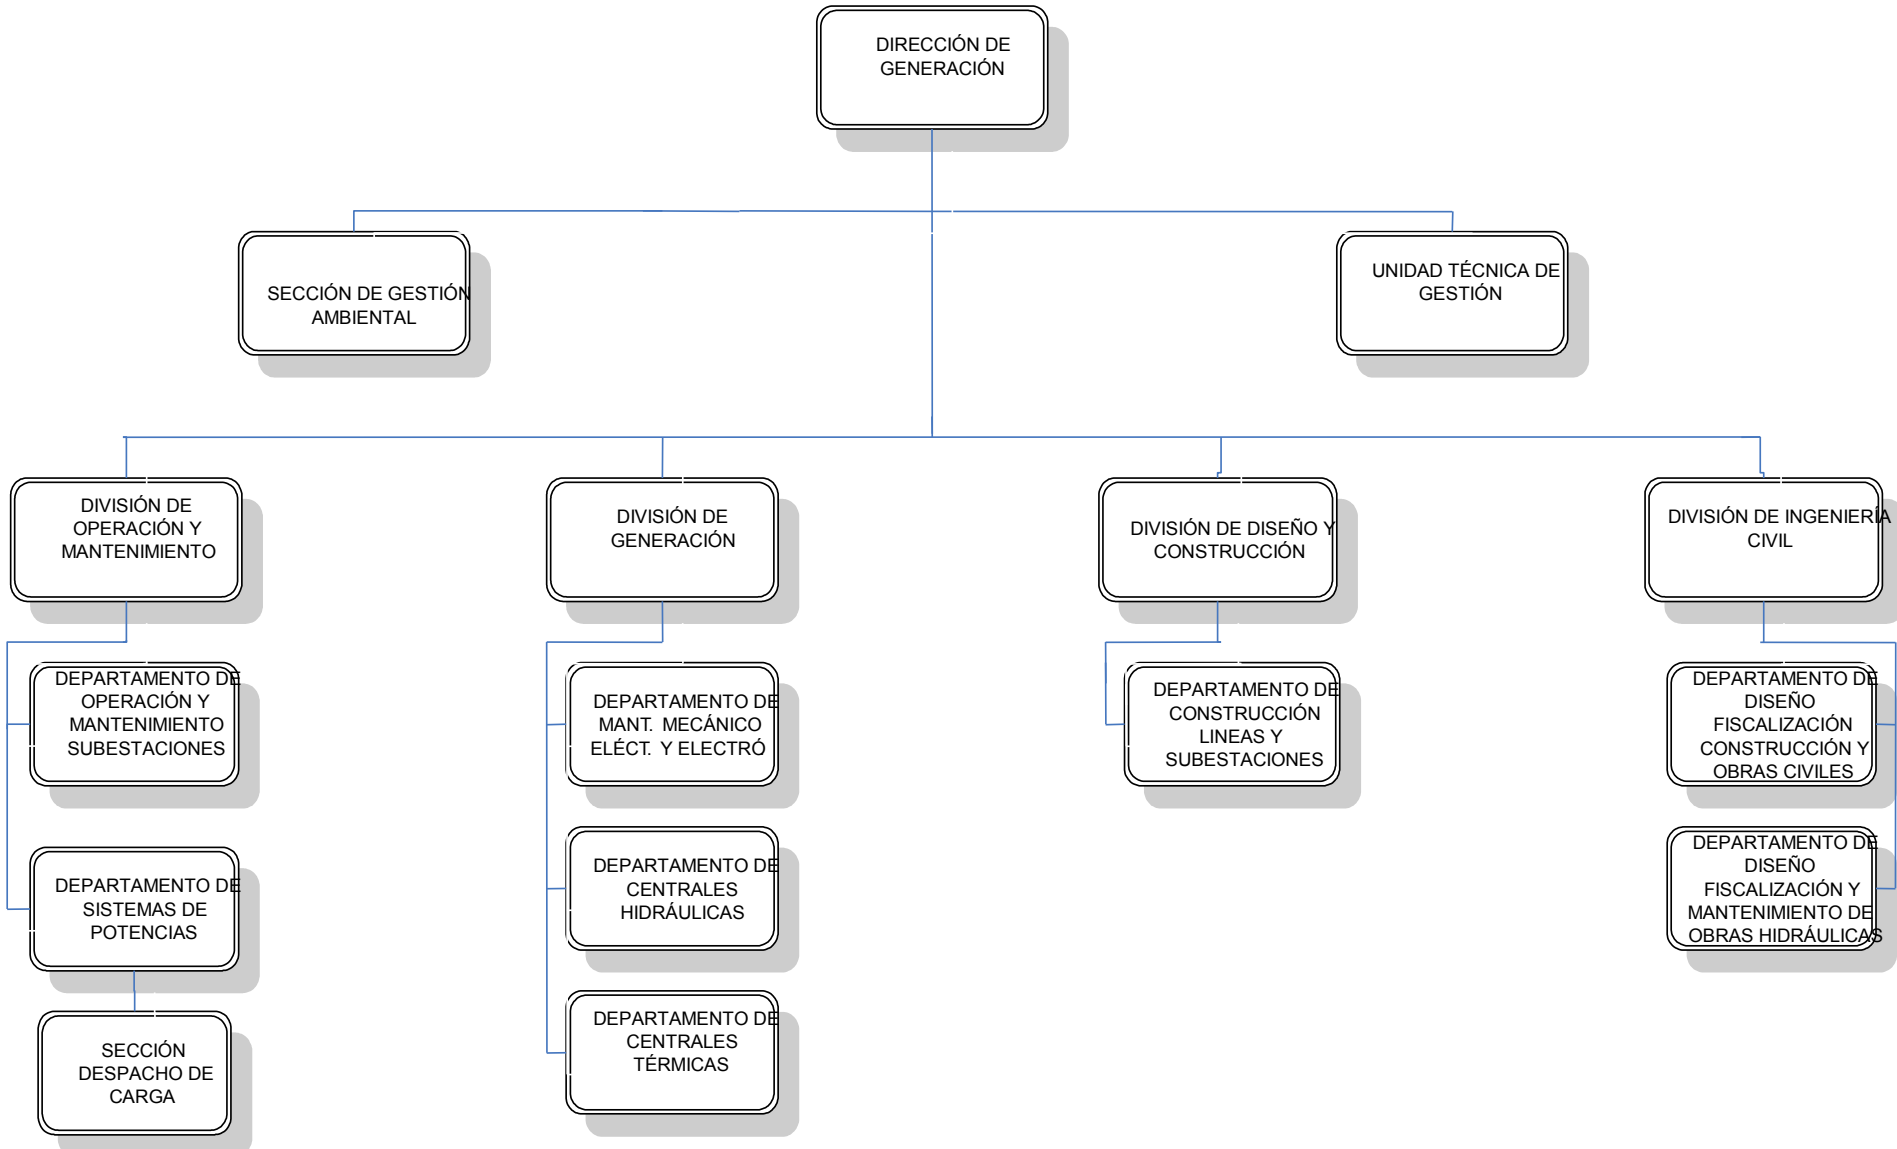 DIRECCIÓN DE
GENERACIÓN
SECCIÓN DE GESTIÓN
AMBIENTAL
UNIDAD TÉCNICA DE
GESTIÓN
DIVISIÓN DE
OPERACIÓN Y
MANTENIMIENTO
DIVISIÓN DE
GENERACIÓN
DIVISIÓN DE DISEÑO Y
CONSTRUCCIÓN
DIVISIÓN DE INGENIERÍA
CIVIL
DEPARTAMENTO DE
OPERACIÓN Y
MANTENIMIENTO
SUBESTACIONES
DEPARTAMENTO DE
MANT. MECÁNICO
ELÉCT. Y ELECTRÓ
DEPARTAMENTO DE
CONSTRUCCIÓN
LINEAS Y
SUBESTACIONES
DEPARTAMENTO DE
DISEÑO
FISCALIZACIÓN
CONSTRUCCIÓN Y
OBRAS CIVILES
DEPARTAMENTO DE
SISTEMAS DE
POTENCIAS
DEPARTAMENTO DE
CENTRALES
HIDRÁULICAS
DEPARTAMENTO DE
DISEÑO
FISCALIZACIÓN Y
MANTENIMIENTO DE
OBRAS HIDRÁULICAS
SECCIÓN
DESPACHO DE
CARGA
DEPARTAMENTO DE
CENTRALES
TÉRMICAS